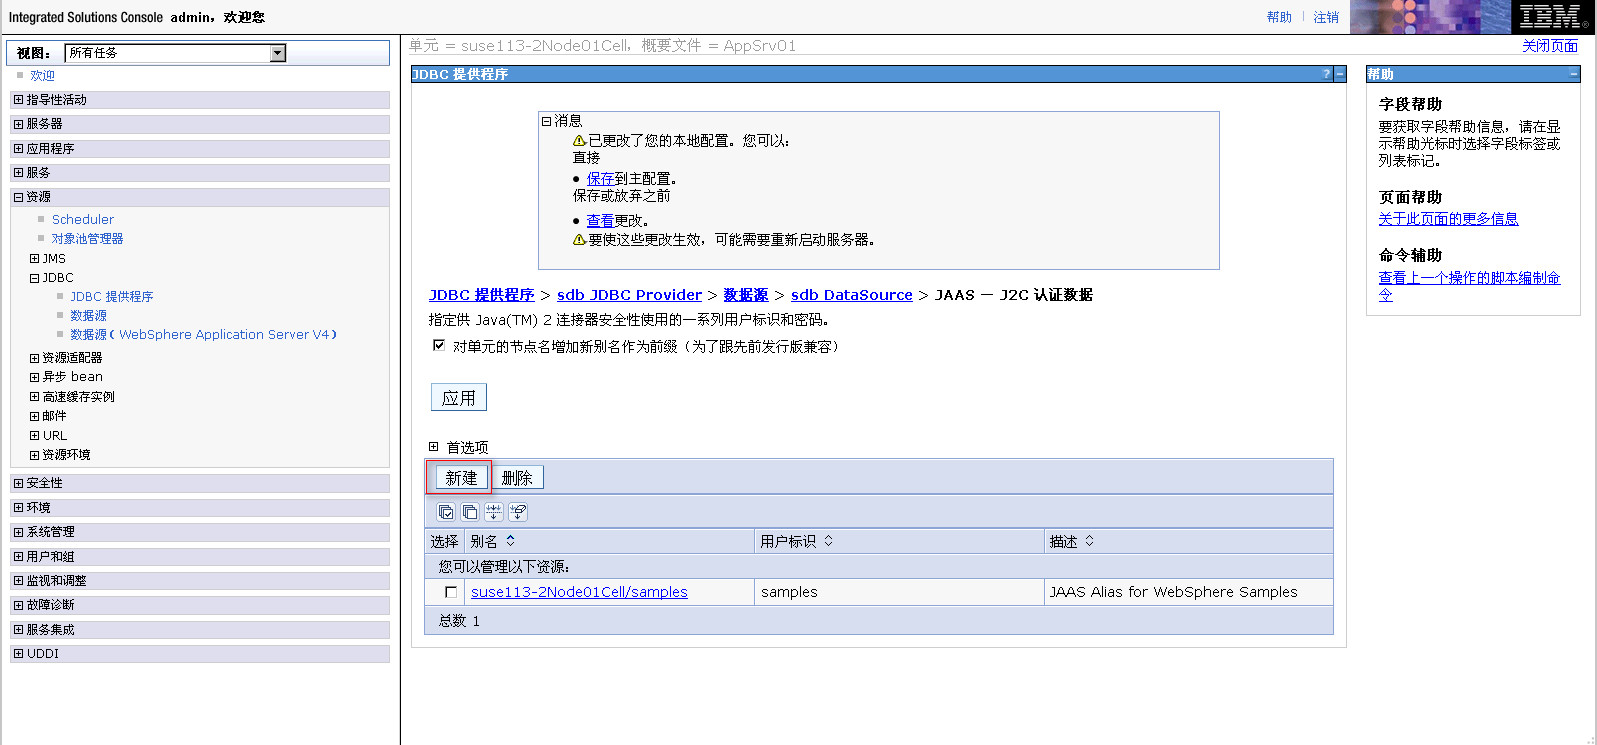 Integrated Solutions Console admin，欢迎您
帮助 注销
IBM
视图： 所有任务
欢迎
指导性活动
服务器
应用程序
服务
资源
Scheduler
对象池管理器
JMS
JDBC
JDBC 提供程序
数据源
数据源（WebSphere Application Server V4）
资源适配器
异步 bean
高速缓存实例
邮件
URL
资源环境
安全性
环境
系统管理
用户和组
监视和调整
故障诊断
服务集成
UDDI
单元 = suse113-2Node01Cell，概要文件 = AppSrv01
关闭页面
JDBC 提供程序 ? −
消息
已更改了您的本地配置。您可以：
直接
保存到主配置。
保存或放弃之前
查看更改。
要使这些更改生效，可能需要重新启动服务器。
JDBC 提供程序 > sdb JDBC Provider > 数据源 > sdb DataSource > JAAS － J2C 认证数据
指定供 Java(TM) 2 连接器安全性使用的一系列用户标识和密码。
对单元的节点名增加新别名作为前缀（为了跟先前发行版兼容）
应用
首选项
新建 删除
选择 别名 用户标识 描述
您可以管理以下资源：
suse113-2Node01Cell/samples samples JAAS Alias for WebSphere Samples
总数 1
帮助 −
字段帮助
要获取字段帮助信息，请在显
示帮助光标时选择字段标签或
列表标记。
页面帮助
关于此页面的更多信息
命令辅助
查看上一个操作的脚本编制命
令